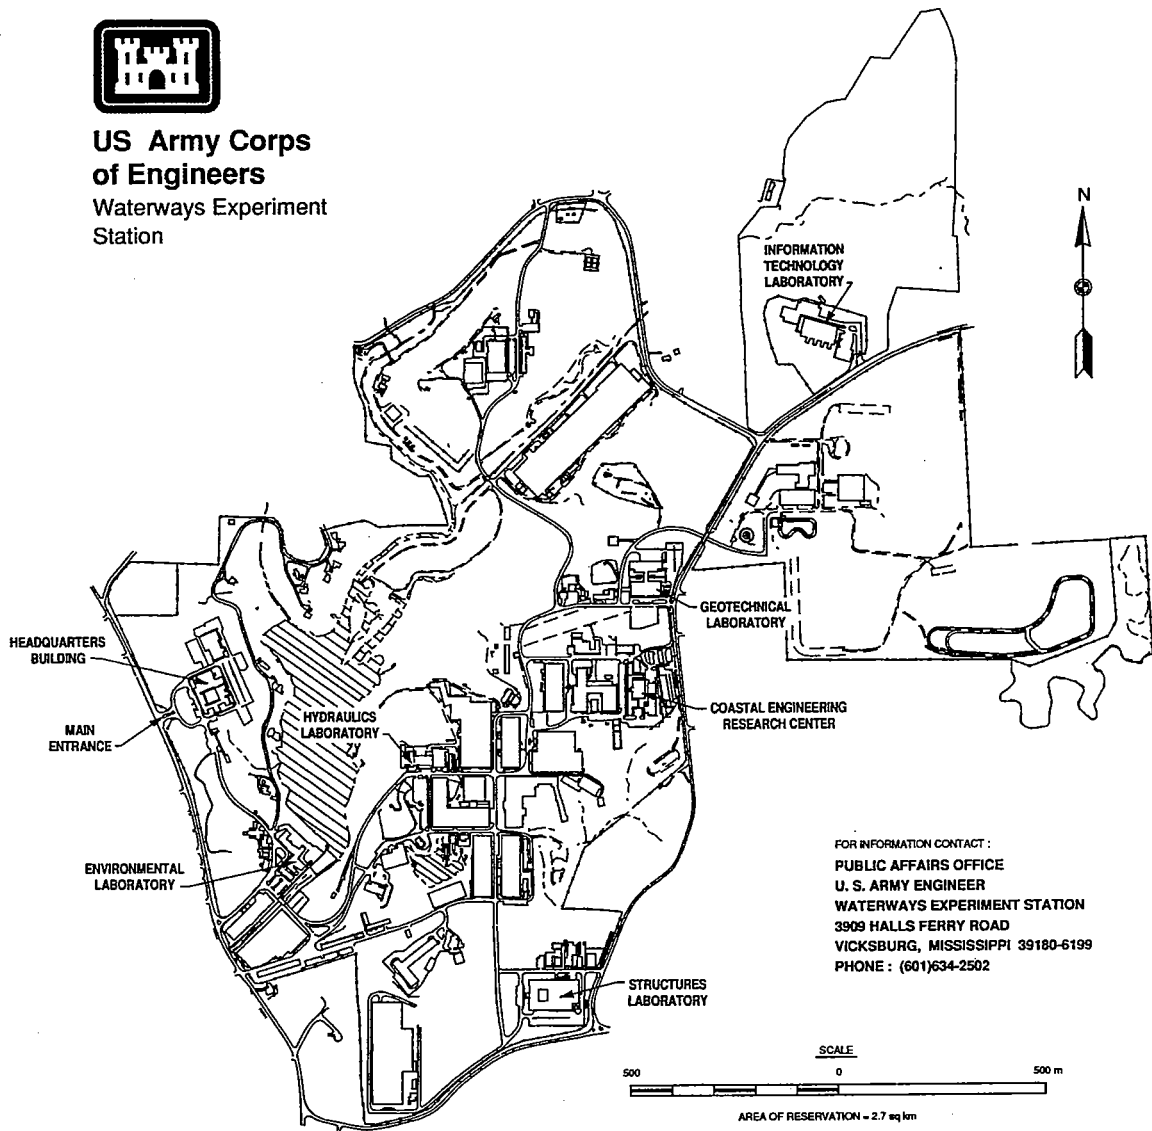 US Army Corps
of Engineers
Waterways Experiment
Station
N
INFORMATION
TECHNOLOGY
LABORATORY
GEOTECHNICAL
LABORATORY
HEADQUARTERS
BUILDING
MAIN
ENTRANCE
HYDRAULICS
LABORATORY
COASTAL ENGINEERING
RESEARCH CENTER
ENVIRONMENTAL
LABORATORY
STRUCTURES
LABORATORY
FOR INFORMATION CONTACT :
PUBLIC AFFAIRS OFFICE
U. S. ARMY ENGINEER
WATERWAYS EXPERIMENT STATION
3909 HALLS FERRY ROAD
VICKSBURG, MISSISSIPPI 39180-6199
PHONE : (601)634-2502
SCALE
500 0 500 m
AREA OF RESERVATION = 2.7 sq km